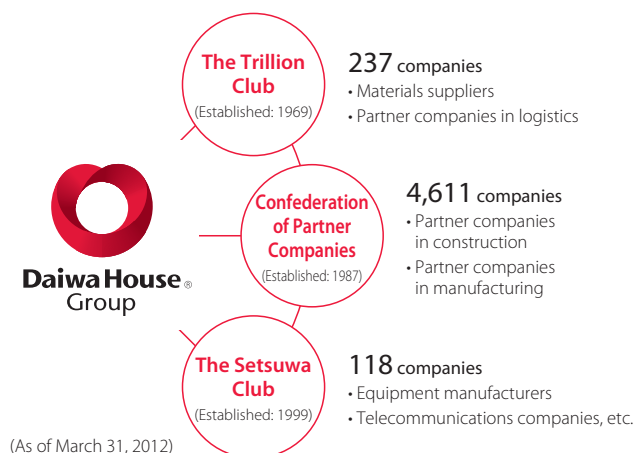 The Trillion
Club
(Established: 1969)
237 companies
• Materials suppliers
• Partner companies in logistics
Daiwa House ®
Group
Confederation
of Partner
Companies
(Established: 1987)
4,611 companies
• Partner companies
in construction
• Partner companies
in manufacturing
The Setsuwa
Club
(Established: 1999)
118 companies
• Equipment manufacturers
• Telecommunications companies, etc.
(As of March 31, 2012)